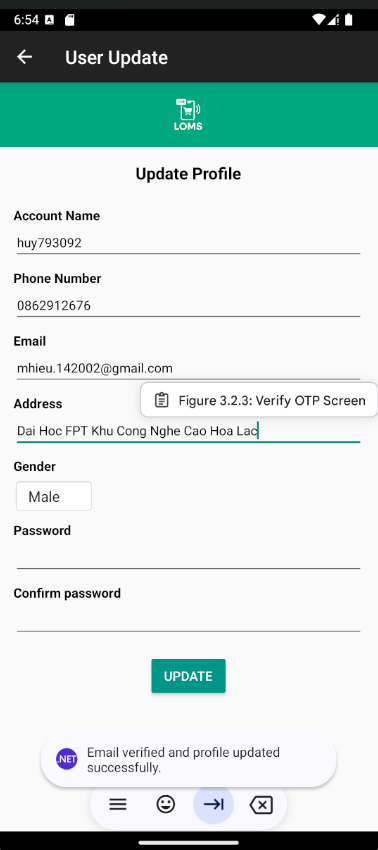 6:54 A
User Update
LOMS
Update Profile
Account Name
huy793092
Phone Number
0862912676
Email
mhieu.142002@gmail.com
Figure 3.2.3: Verify OTP Screen
Address
Dai Hoc FPT Khu Cong Nghe Cao Hoa Lac
Gender
Male
Password
Confirm password
UPDATE
.NET
Email verified and profile updated
successfully.